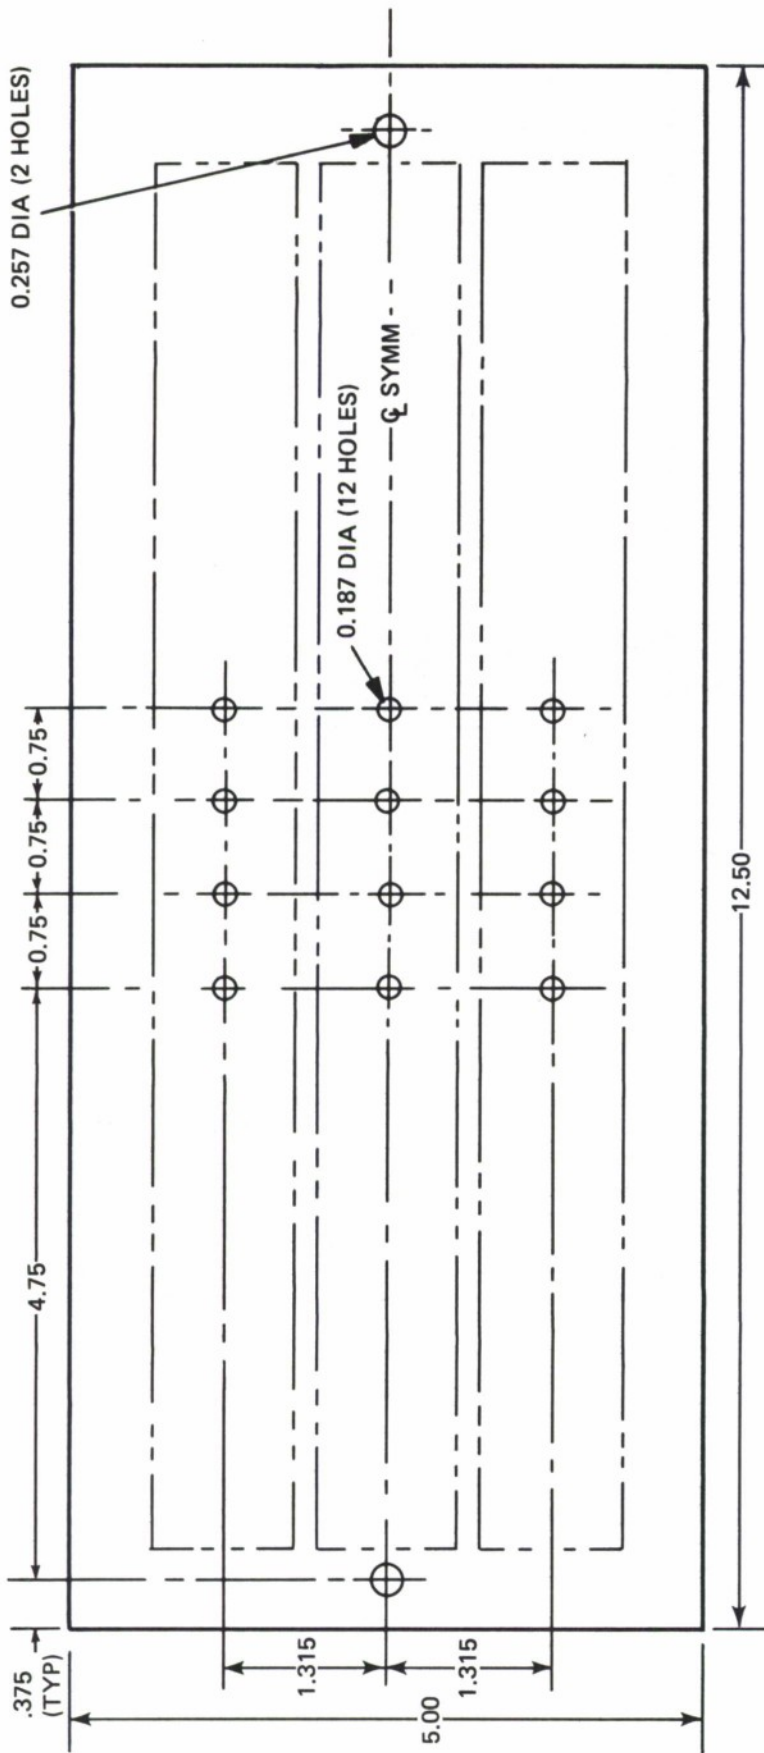 0.257 DIA (2 HOLES)
℄ SYMM
0.187 DIA (12 HOLES)
0.75
0.75
0.75
4.75
.375
(TYP)
1.315
1.315
5.00
12.50